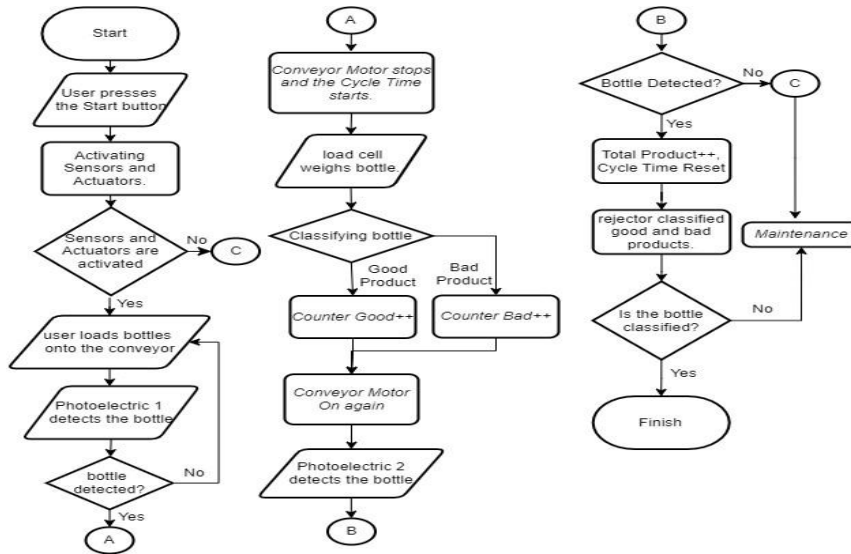 Start
User presses
the Start button
Activating
Sensors and
Actuators.
Sensors and
Actuators are
activated
No
C
Yes
user loads bottles
onto the conveyor
Photoelectric 1
detects the bottle
bottle
detected?
No
Yes
A
A
Conveyor Motor stops
and the Cycle Time
starts.
load cell
weighs bottle.
Classifying bottle
Good
Product
Bad
Product
Counter Good++
Counter Bad++
Conveyor Motor
On again
Photoelectric 2
detects the bottle
B
B
Bottle Detected?
No
C
Yes
Total Product++,
Cycle Time Reset
rejector classified
good and bad
products.
Maintenance
Is the bottle
classified?
No
Yes
Finish